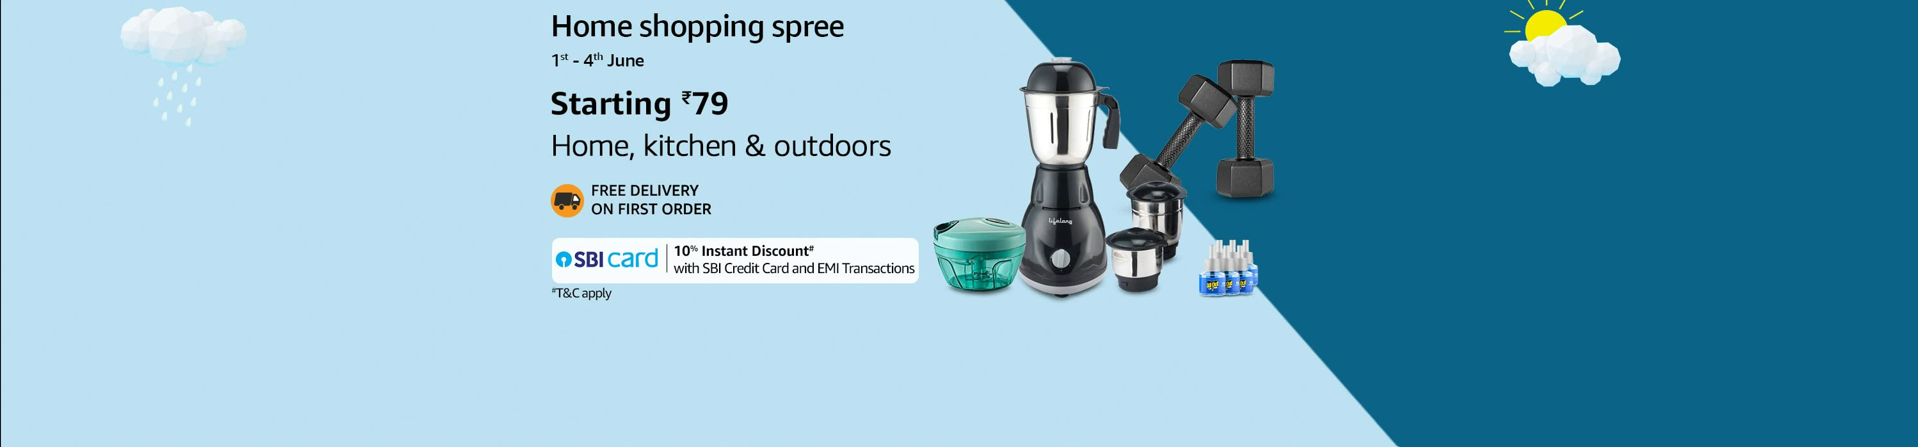 Home shopping spree
1st - 4th June
Starting ₹79
Home, kitchen & outdoors
FREE DELIVERY
ON FIRST ORDER
SBI card
10% Instant Discount#
with SBI Credit Card and EMI Transactions
#T&C apply
lifelong